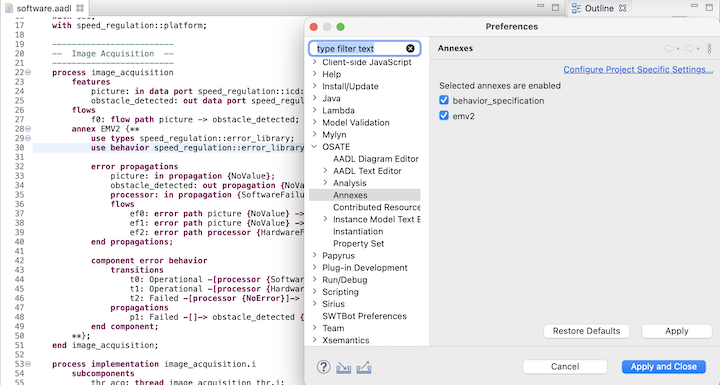 software.aadl
Outline
17 with speed_regulation::platform;
18
19 --------------------------
20 -- Image Acquisition --
21 --------------------------
22 process image_acquisition
23 features
24 picture: in data port speed_regulation::icd:
25 obstacle_detected: out data port speed_regul
26 flows
27 f0: flow path picture -> obstacle_detected;
28 annex EMV2 {**
29 use types speed_regulation::error_library;
30 use behavior speed_regulation::error_library
31
32 error propagations
33 picture: in propagation {NoValue};
34 obstacle_detected: out propagation {NoVa
35 processor: in propagation {SoftwareFailu
36 flows
37 ef0: error path picture {NoValue} ->
38 ef1: error path picture {NoValue} ->
39 ef2: error path processor {HardwareF
40 end propagations;
41
42 component error behavior
43 transitions
44 t0: Operational -[processor {Softwar
45 t1: Operational -[processor {Hardwar
46 t2: Failed -[processor {NoError}]->
47 propagations
48 p1: Failed -[]-> obstacle_detected {
49 end component;
50 **};
51 end image_acquisition;
52
53 process implementation image_acquisition.i
54 subcomponents
55 thr_acq: thread image_acquisition_thr.i;
Preferences
type filter text
Client-side JavaScript
Help
Install/Update
Java
Lambda
Model Validation
Mylyn
OSATE
AADL Diagram Editor
AADL Text Editor
Analysis
Annexes
Contributed Resource
Instance Model Text E
Instantiation
Property Set
Papyrus
Plug-in Development
Run/Debug
Scripting
Sirius
SWTBot Preferences
Team
Xsemantics
Annexes
Configure Project Specific Settings...
Selected annexes are enabled
behavior_specification
emv2
Restore Defaults
Apply
?
Cancel
Apply and Close